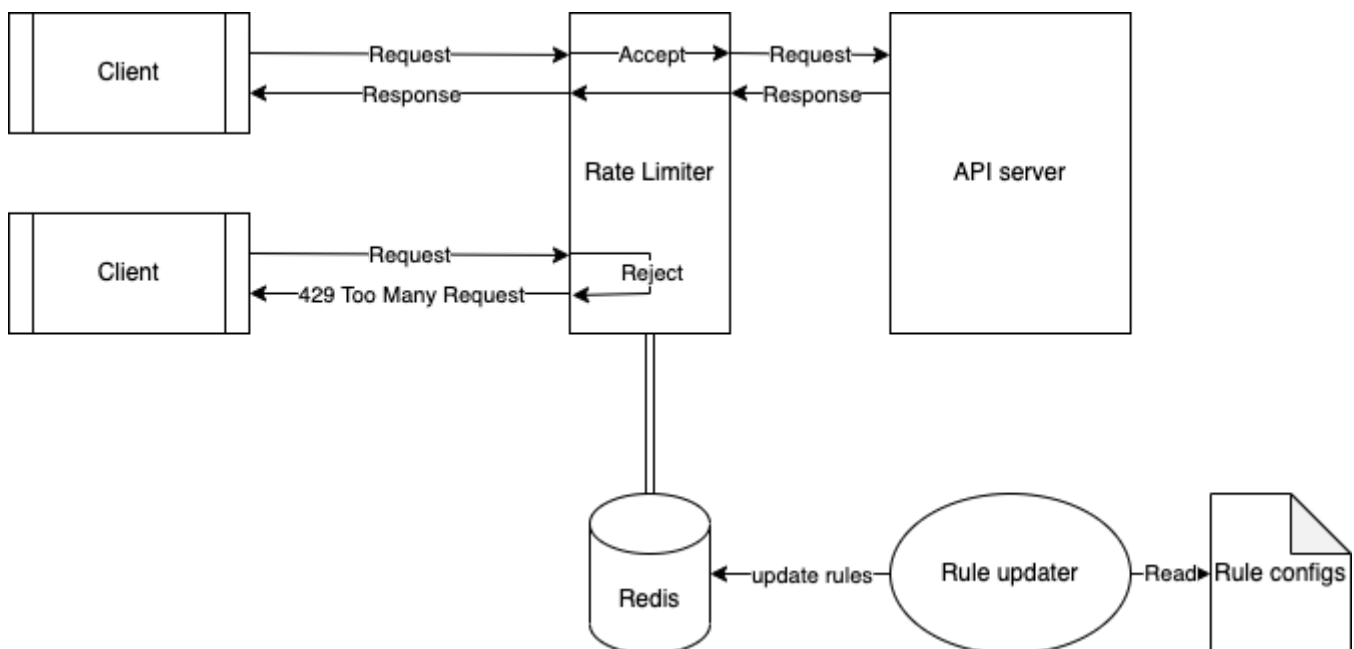 Client
Request
Accept
Request
Response
Response
Rate Limiter
API server
Client
Request
Reject
429 Too Many Request
Redis
update rules
Rule updater
Read
Rule configs